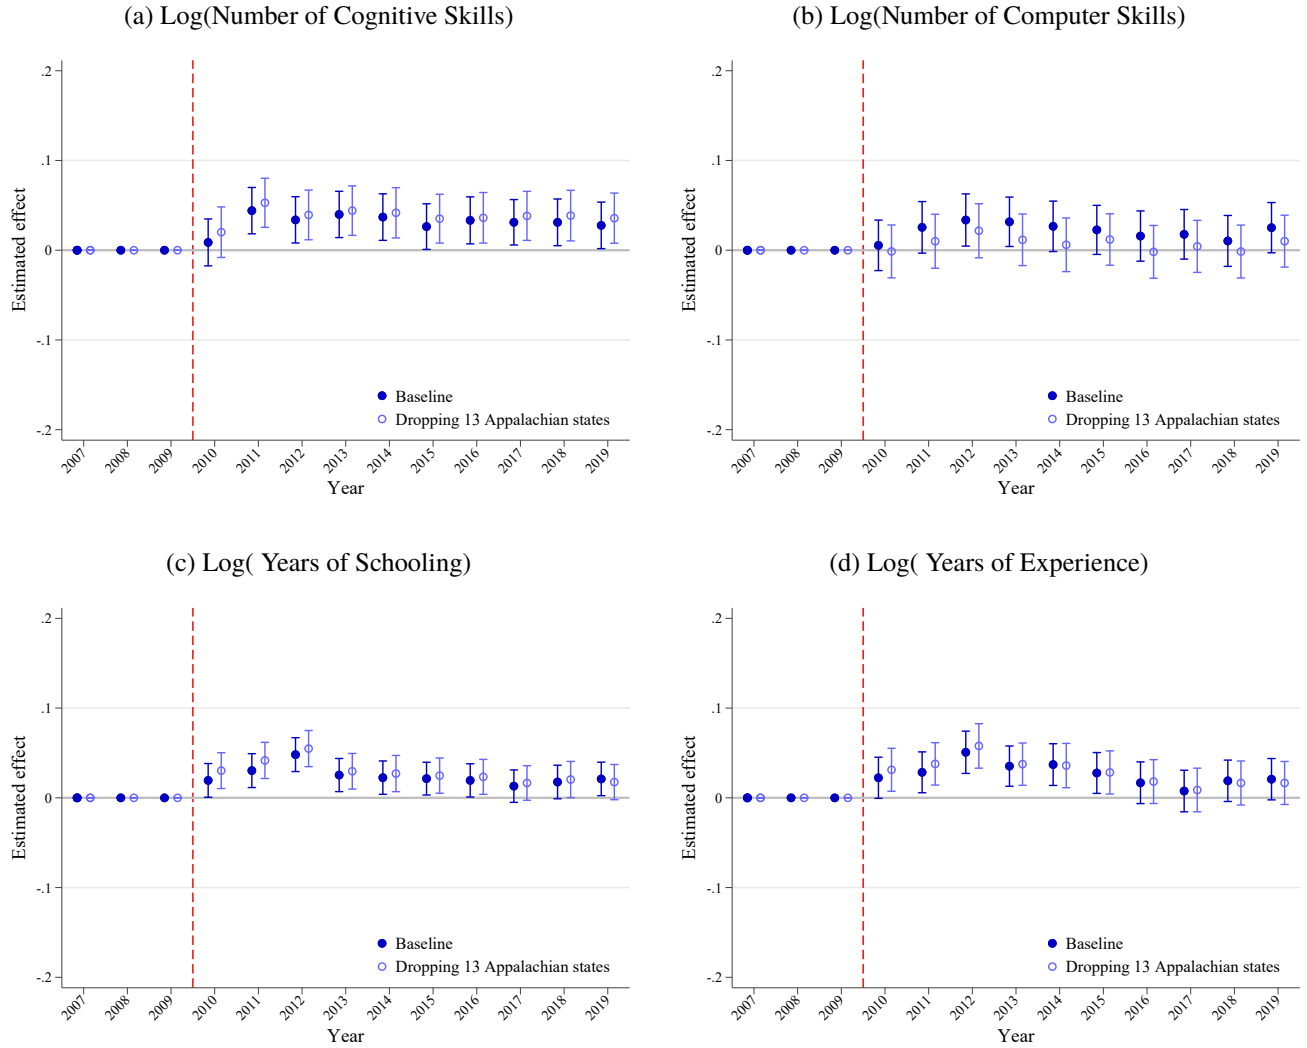 (a) Log(Number of Cognitive Skills)
.2
.1
0
-.1
-.2
Estimated effect
Baseline
Dropping 13 Appalachian states
2007 2008 2009 2010 2011 2012 2013 2014 2015 2016 2017 2018 2019
Year
(b) Log(Number of Computer Skills)
.2
.1
0
-.1
-.2
Estimated effect
Baseline
Dropping 13 Appalachian states
2007 2008 2009 2010 2011 2012 2013 2014 2015 2016 2017 2018 2019
Year
(c) Log( Years of Schooling)
.2
.1
0
-.1
-.2
Estimated effect
Baseline
Dropping 13 Appalachian states
2007 2008 2009 2010 2011 2012 2013 2014 2015 2016 2017 2018 2019
Year
(d) Log( Years of Experience)
.2
.1
0
-.1
-.2
Estimated effect
Baseline
Dropping 13 Appalachian states
2007 2008 2009 2010 2011 2012 2013 2014 2015 2016 2017 2018 2019
Year